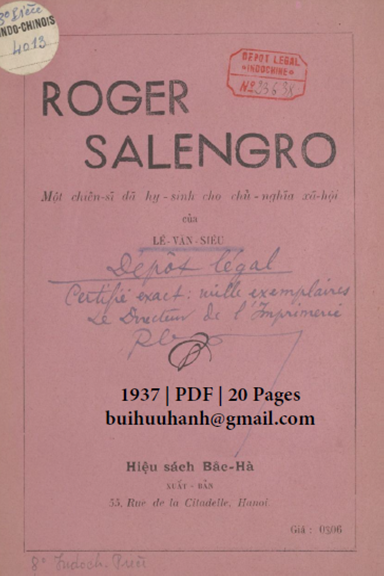 8° Pièce
INDO-CHINOIS
4013
DEPOT LEGAL
*INDOCHINE*
ROGER
SALENGRO
Một chiến-sĩ đã hy-sinh cho chủ-nghĩa xã-hội
của
LÊ-VĂN-SIÊU
Dépôt légal
Certifié exact : mille exemplaires
Le Directeur de l'Imprimerie
1937 | PDF | 20 Pages
buihuuhanh@gmail.com
Hiệu sách Bắc-Hà
XUẤT - BẢN
55, Rue de la Citadelle, Hanoi
Giá : 0$06
8° Indoch. Pièce